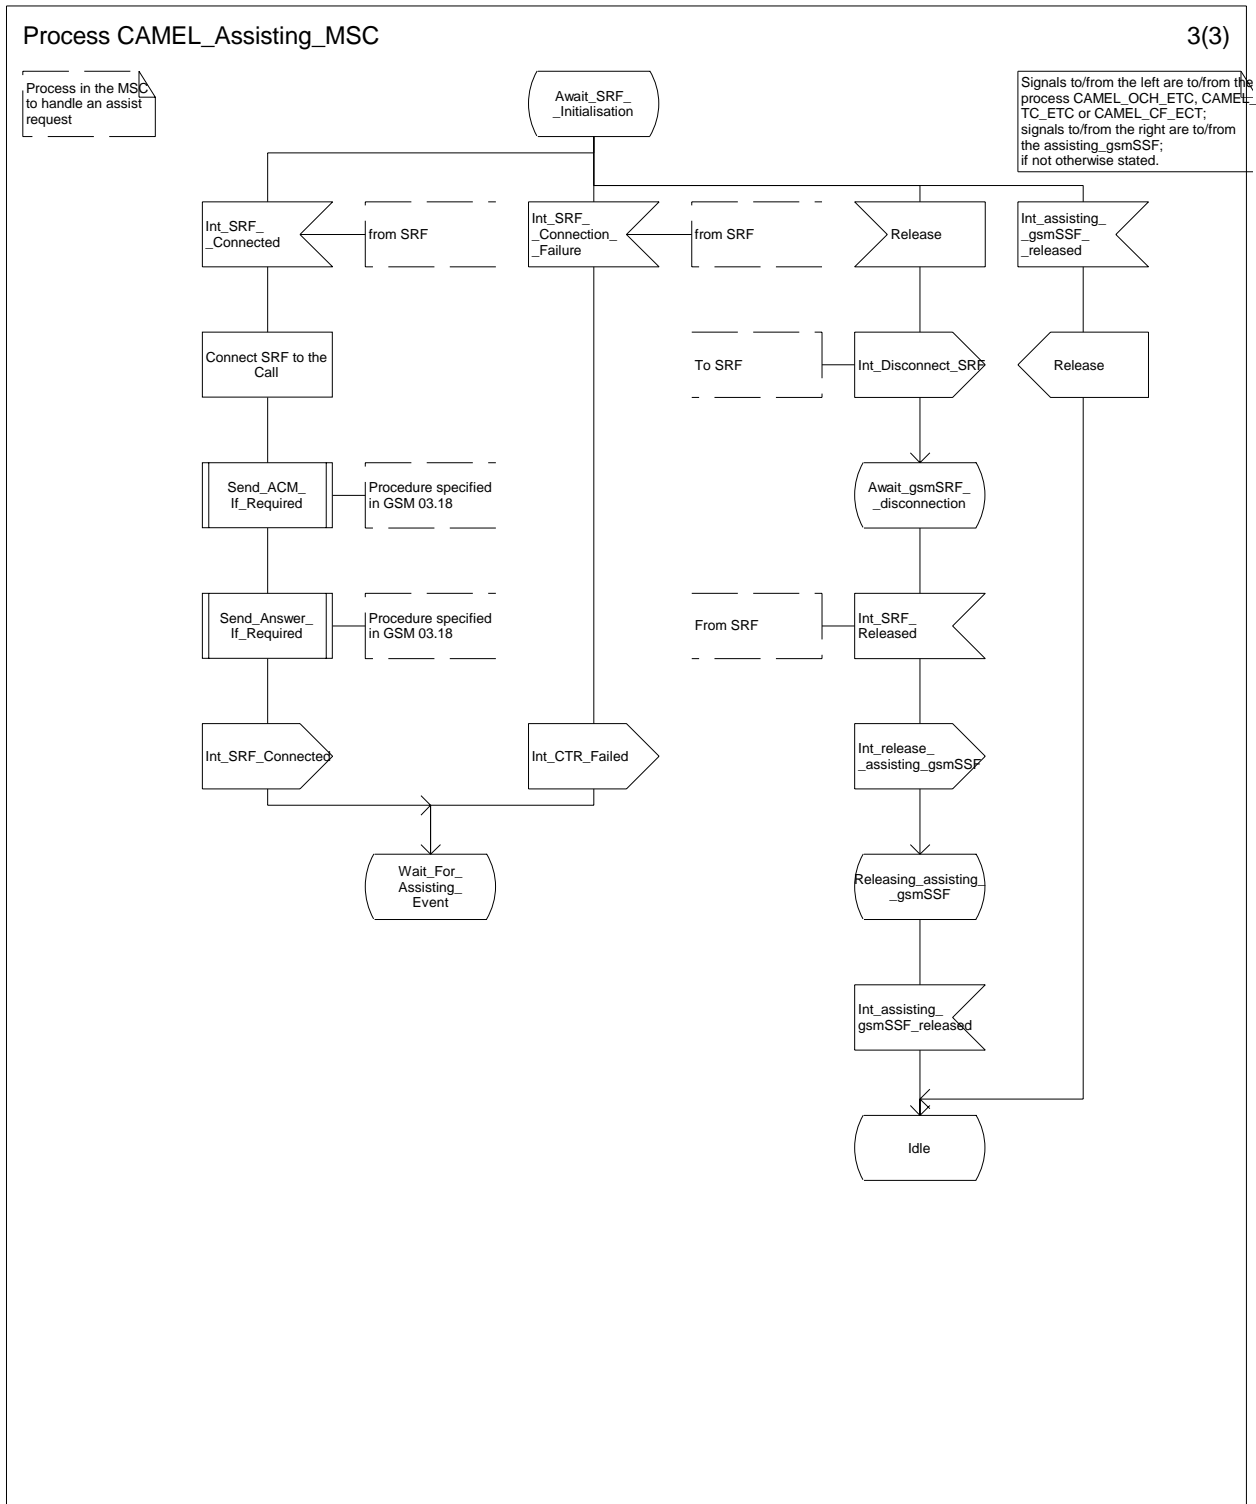 Process CAMEL_Assisting_MSC
3(3)
Process in the MSC
to handle an assist
request
Await_SRF_
_Initialisation
Signals to/from the left are to/from the
process CAMEL_OCH_ETC, CAMEL_
TC_ETC or CAMEL_CF_ECT;
signals to/from the right are to/from
the assisting_gsmSSF;
if not otherwise stated.
Int_SRF_
_Connected
from SRF
Int_SRF_
_Connection_
_Failure
from SRF
Release
Int_assisting_
_gsmSSF_
_released
Connect SRF to the
Call
To SRF
Int_Disconnect_SRF
Release
Send_ACM_
If_Required
Procedure specified
in GSM 03.18
Await_gsmSRF_
_disconnection
Send_Answer_
If_Required
Procedure specified
in GSM 03.18
From SRF
Int_SRF_
Released
Int_SRF_Connected
Int_CTR_Failed
Int_release_
_assisting_gsmSSF
Wait_For_
Assisting_
Event
Releasing_assisting_
_gsmSSF
Int_assisting_
gsmSSF_released
Idle